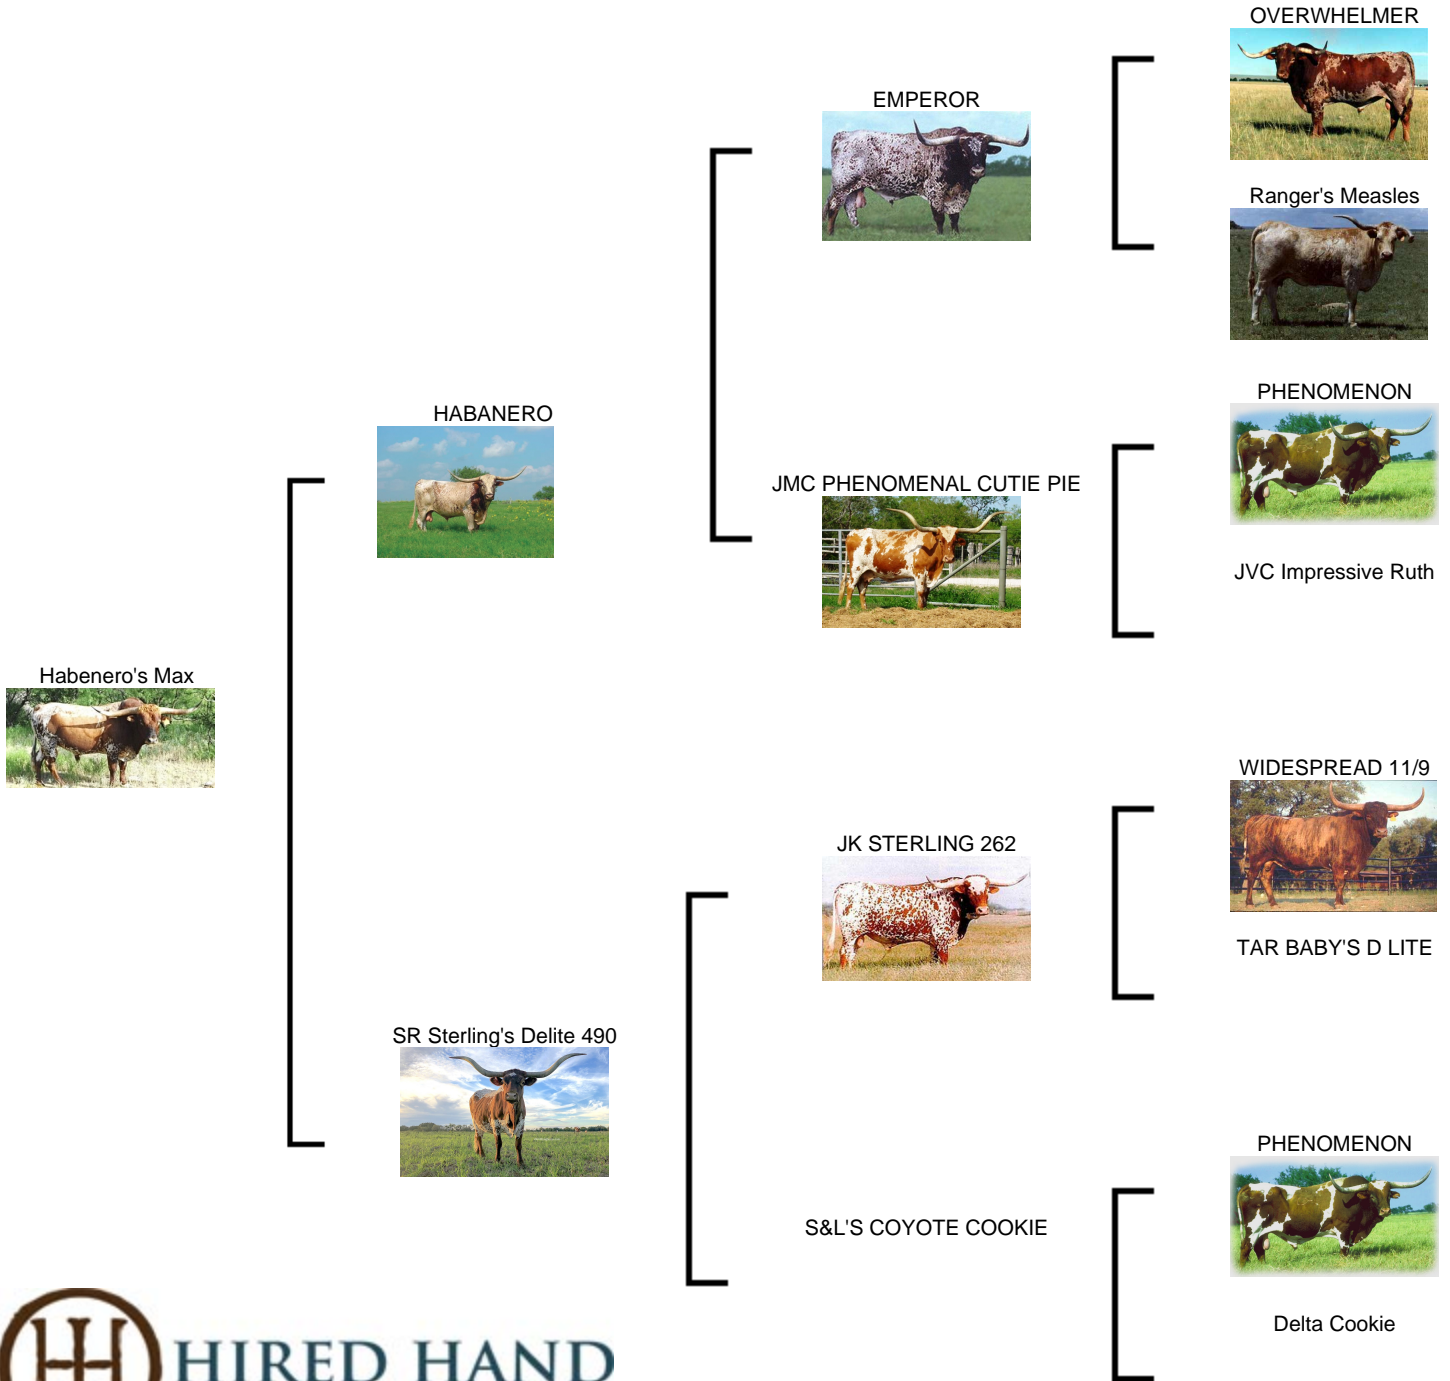 OVERWHELMER
EMPEROR
Ranger's Measles
PHENOMENON
HABANERO
JMC PHENOMENAL CUTIE PIE
JVC Impressive Ruth
Habenero's Max
WIDESPREAD 11/9
JK STERLING 262
TAR BABY'S D LITE
SR Sterling's Delite 490
PHENOMENON
S&L'S COYOTE COOKIE
Delta Cookie
HIRED HAND